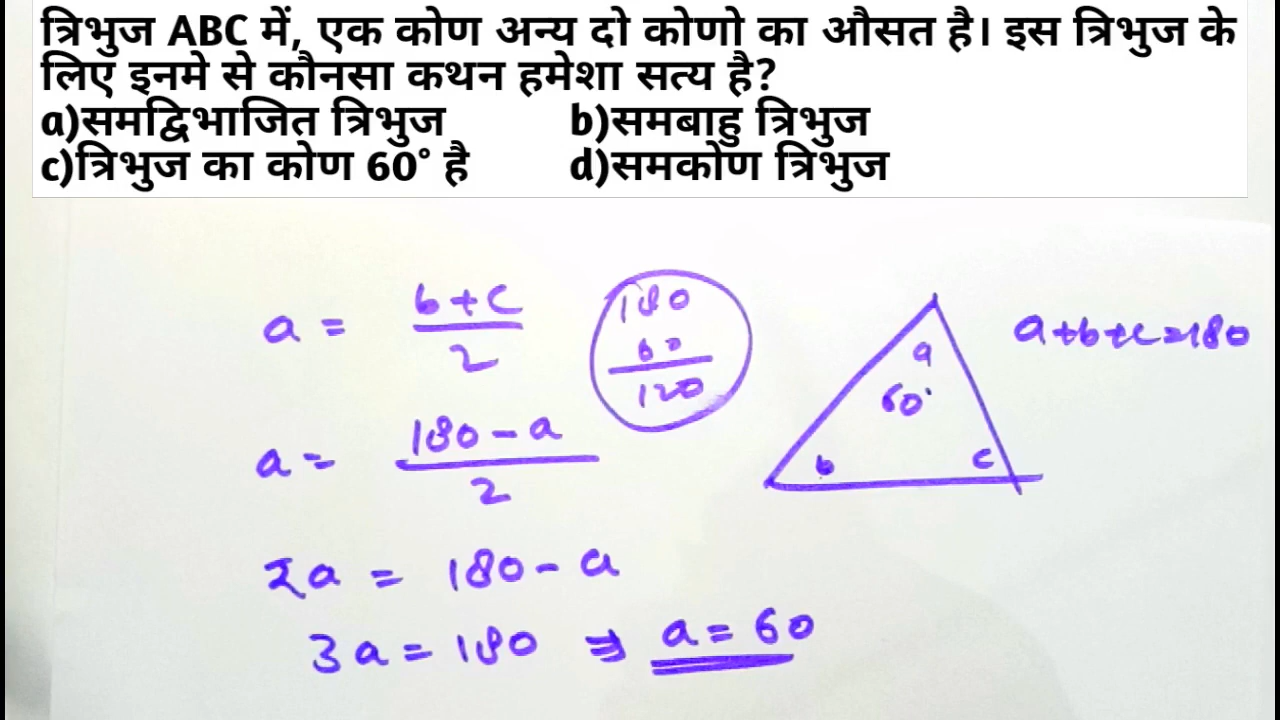 त्रिभुज ABC में, एक कोण अन्य दो कोणो का औसत है। इस त्रिभुज के
लिए इनमे से कौनसा कथन हमेशा सत्य है?
a)समद्विभाजित त्रिभुज b)समबाहु त्रिभुज
c)त्रिभुज का कोण 60° है d)समकोण त्रिभुज
a = b+c / 2
180
60
120
a
60°
b c
a+b+c=180
a = 180-a / 2
2a = 180-a
3a = 180 ⇒ a = 60